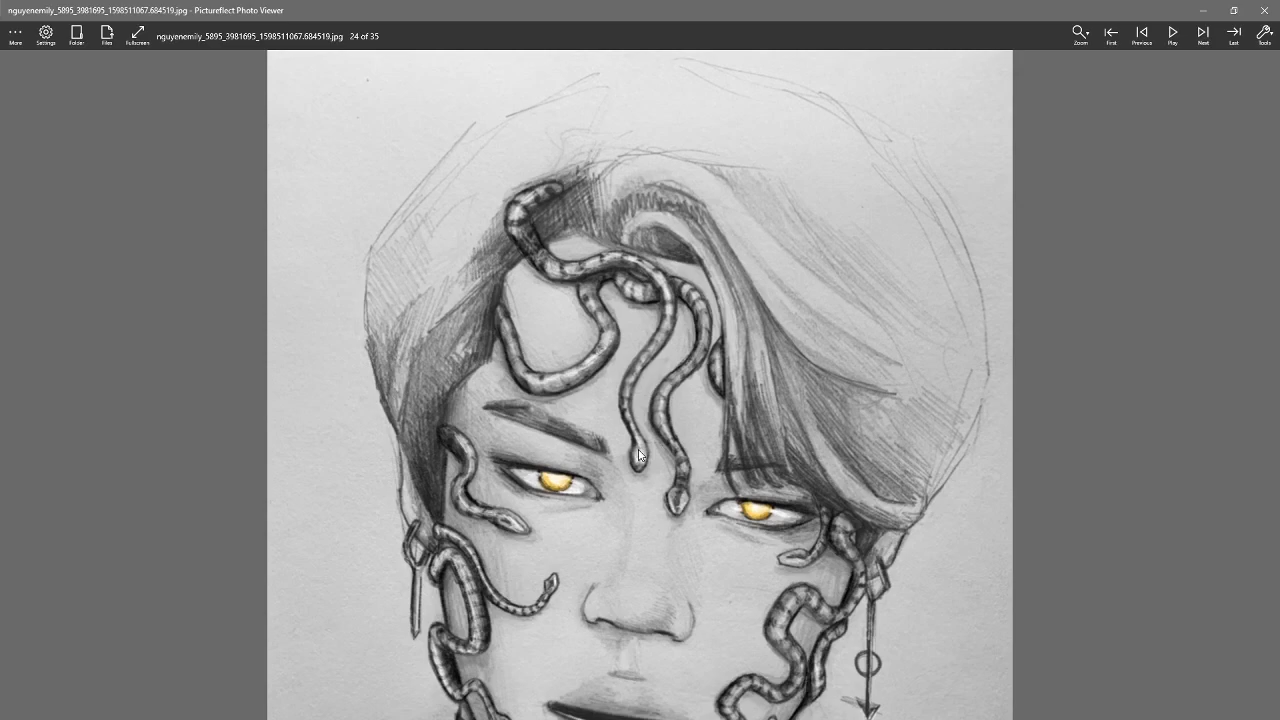 nguyenemily_5895_3981695_1598511067.684519.jpg - Pictureflect Photo Viewer
More
Settings
Folder
Files
Fullscreen
nguyenemily_5895_3981695_1598511067.684519.jpg 24 of 35
Zoom
First
Previous
Play
Next
Last
Tools